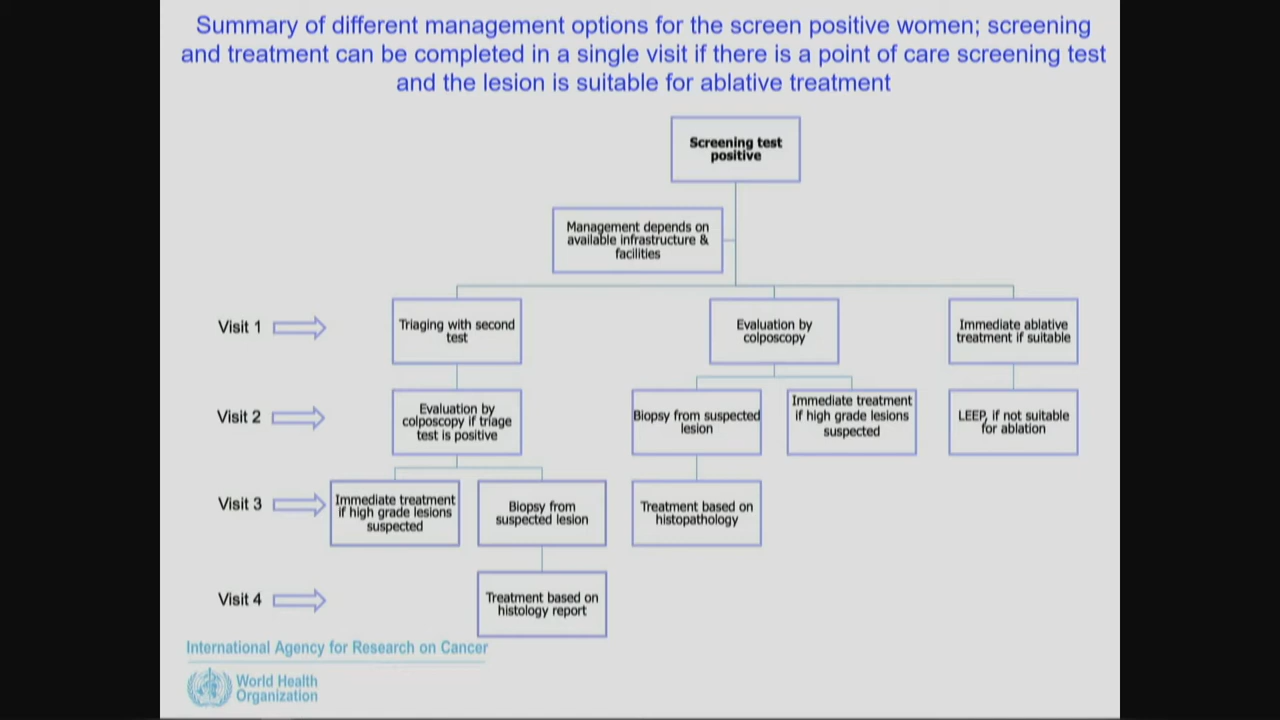 Summary of different management options for the screen positive women; screening
and treatment can be completed in a single visit if there is a point of care screening test
and the lesion is suitable for ablative treatment
Screening test
positive
Management depends on
available infrastructure &
facilities
Visit 1
Triaging with second
test
Evaluation by
colposcopy
Immediate ablative
treatment if suitable
Visit 2
Evaluation by
colposcopy if triage
test is positive
Biopsy from suspected
lesion
Immediate treatment
if high grade lesions
suspected
LEEP, if not suitable
for ablation
Visit 3
Immediate treatment
if high grade lesions
suspected
Biopsy from
suspected lesion
Treatment based on
histopathology
Visit 4
Treatment based on
histology report
International Agency for Research on Cancer
World Health
Organization